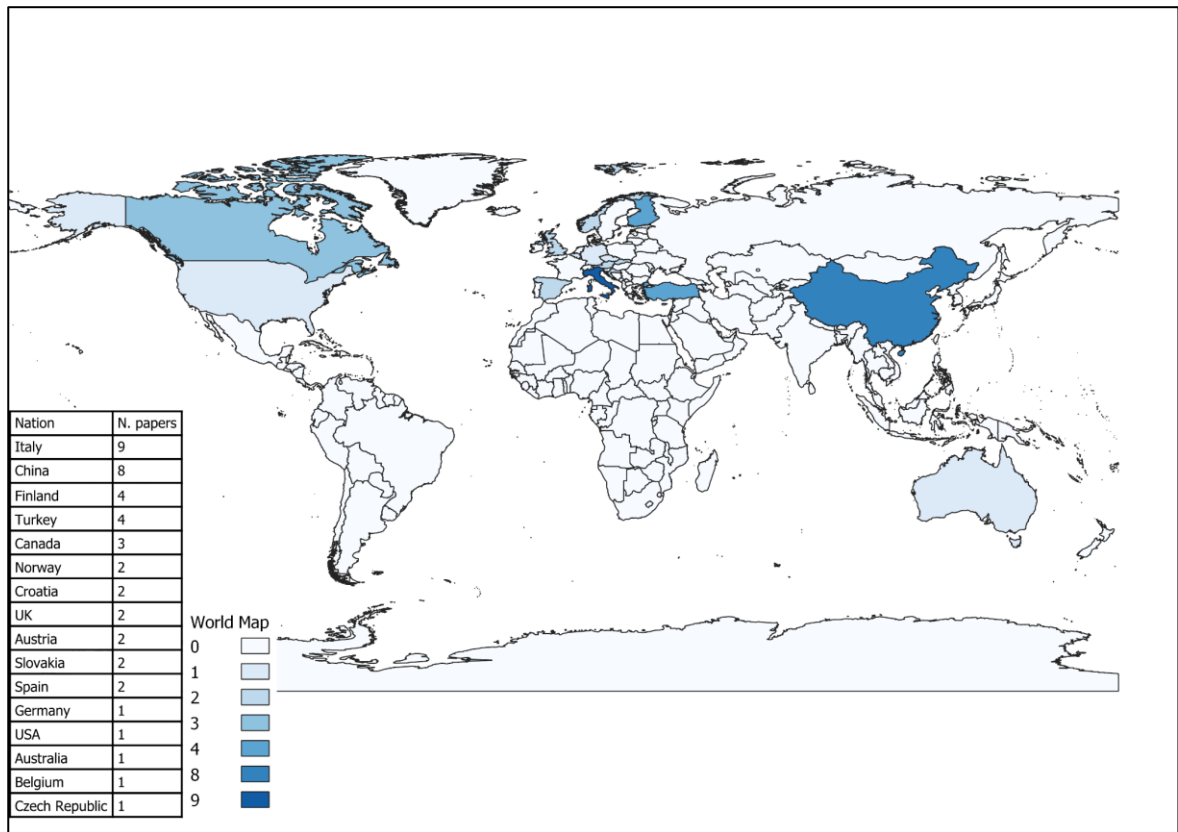 Nation N. papers
Italy 9
China 8
Finland 4
Turkey 4
Canada 3
Norway 2
Croatia 2
UK 2
Austria 2
Slovakia 2
Spain 2
Germany 1
USA 1
Australia 1
Belgium 1
Czech Republic 1
World Map
0
1
2
3
4
8
9